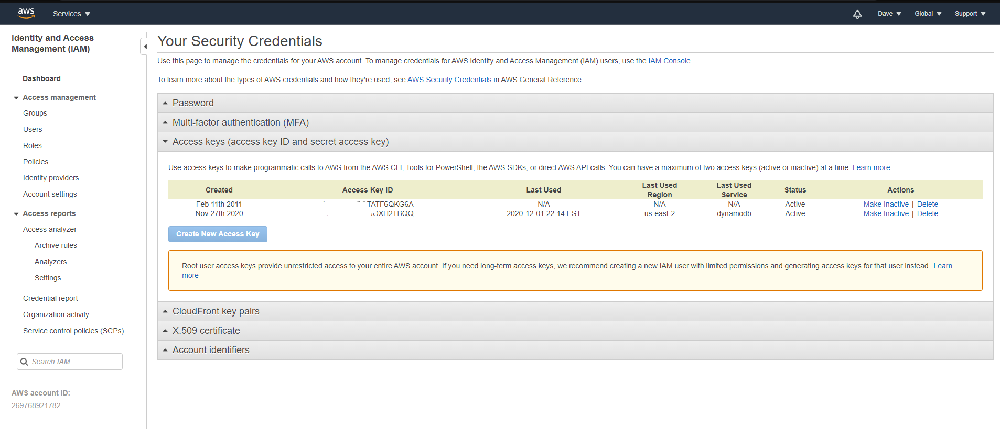 aws
Services
Dave
Global
Support
Identity and Access
Management (IAM)
Dashboard
Access management
Groups
Users
Roles
Policies
Identity providers
Account settings
Access reports
Access analyzer
Archive rules
Analyzers
Settings
Credential report
Organization activity
Service control policies (SCPs)
Search IAM
AWS account ID:
269768921782
Your Security Credentials
Use this page to manage the credentials for your AWS account. To manage credentials for AWS Identity and Access Management (IAM) users, use the IAM Console .
To learn more about the types of AWS credentials and how they're used, see AWS Security Credentials in AWS General Reference.
Password
Multi-factor authentication (MFA)
Access keys (access key ID and secret access key)
Use access keys to make programmatic calls to AWS from the AWS CLI, Tools for PowerShell, the AWS SDKs, or direct AWS API calls. You can have a maximum of two access keys (active or inactive) at a time. Learn more
Created Access Key ID Last Used Last Used Region Last Used Service Status Actions
Feb 11th 2011 TATF6QKG6A N/A N/A N/A Active Make Inactive | Delete
Nov 27th 2020 OXH2TBQQ 2020-12-01 22:14 EST us-east-2 dynamodb Active Make Inactive | Delete
Create New Access Key
Root user access keys provide unrestricted access to your entire AWS account. If you need long-term access keys, we recommend creating a new IAM user with limited permissions and generating access keys for that user instead. Learn
more
CloudFront key pairs
X.509 certificate
Account identifiers